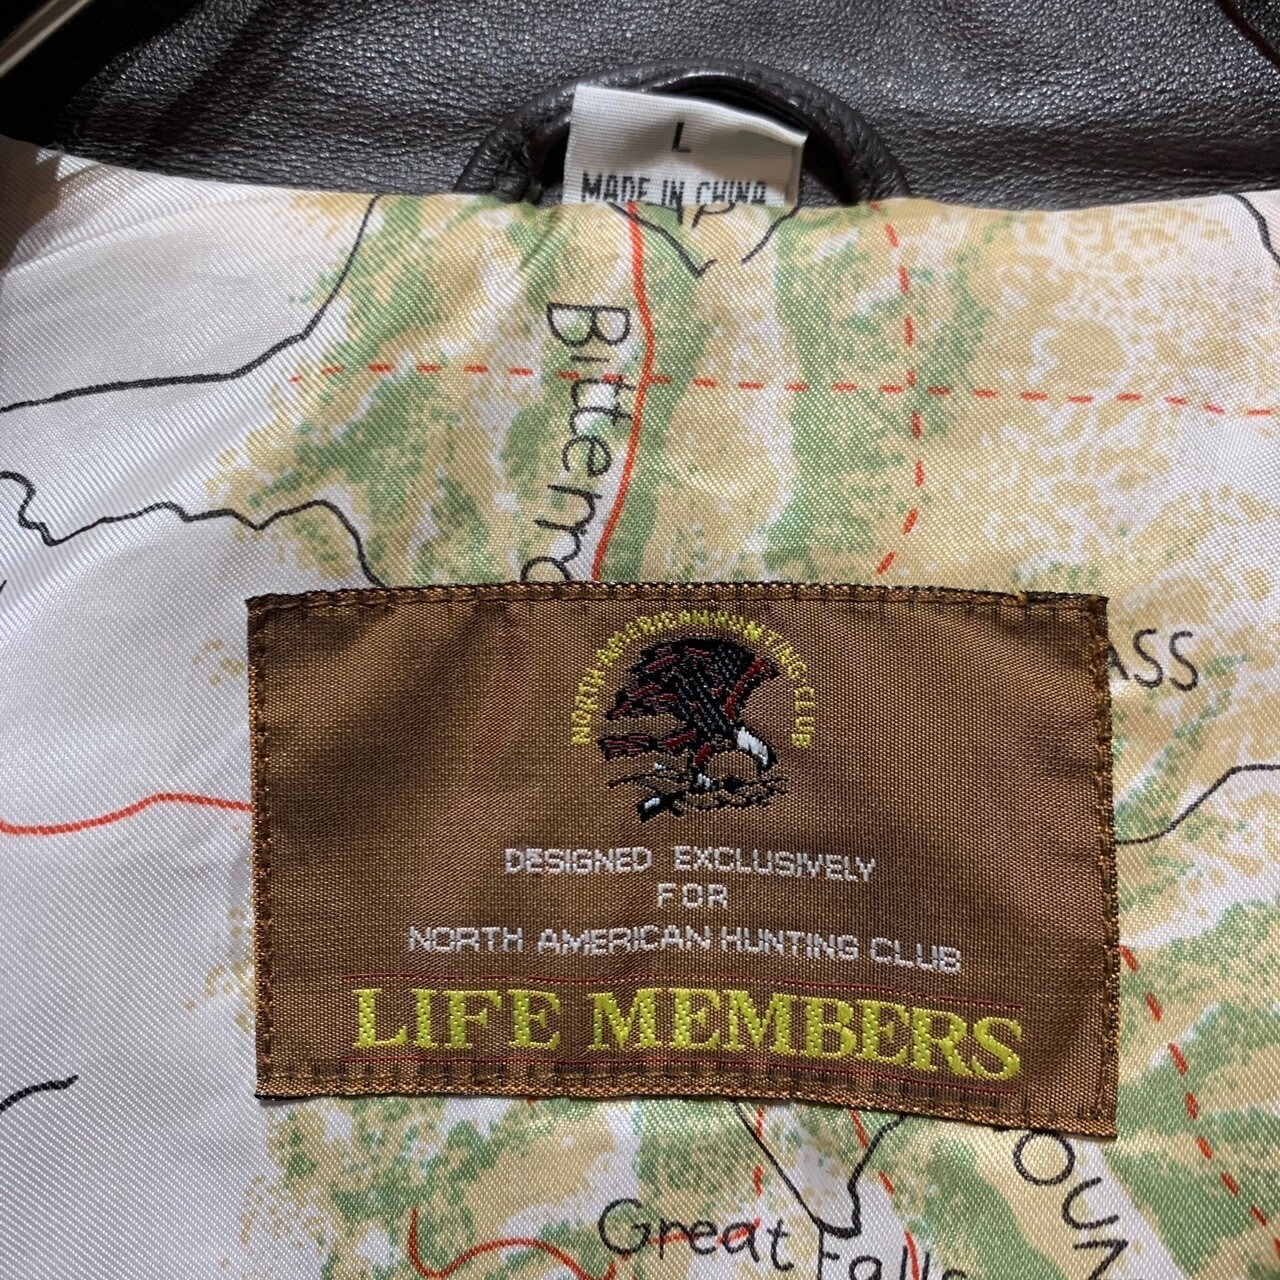 L
MADE IN CHINA
Bitterro
ASS
NORTH AMERICAN HUNTING CLUB
DESIGNED EXCLUSIVELY
FOR
NORTH AMERICAN HUNTING CLUB
LIFE MEMBERS
Great Falls